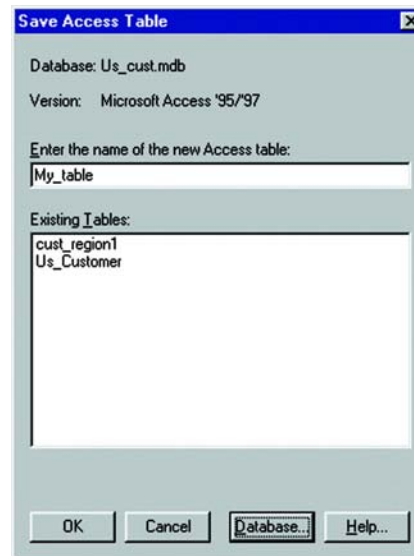 Save Access Table
Database: Us_cust.mdb
Version: Microsoft Access '95/'97
Enter the name of the new Access table:
My_table
Existing Tables:
cust_region1
Us_Customer
OK Cancel Database... Help...